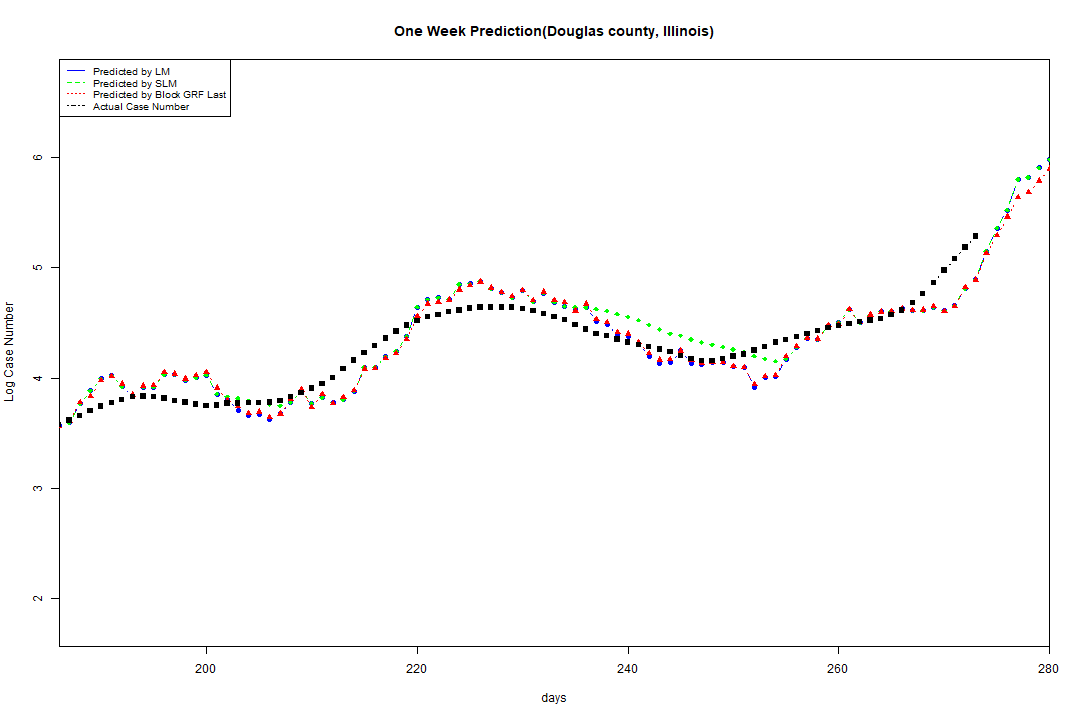 One Week Prediction(Douglas county, Illinois)
Predicted by LM
Predicted by SLM
Predicted by Block GRF Last
Actual Case Number
6
5
4
3
2
Log Case Number
200 220 240 260 280
days